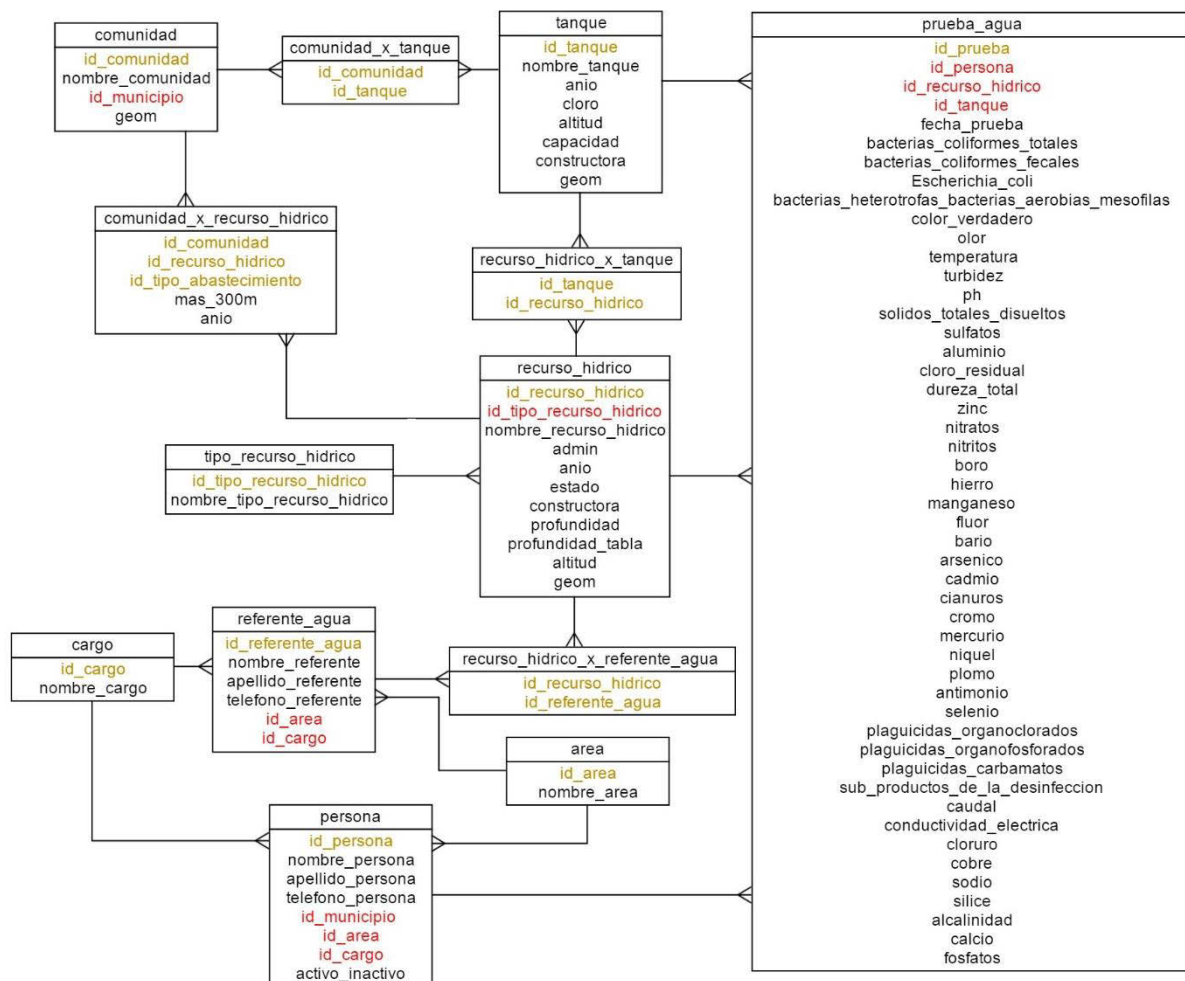 comunidad
id_comunidad
nombre_comunidad
id_municipio
geom
comunidad_x_tanque
id_comunidad
id_tanque
tanque
id_tanque
nombre_tanque
anio
cloro
altitud
capacidad
constructora
geom
comunidad_x_recurso_hidrico
id_comunidad
id_recurso_hidrico
id_tipo_abastecimiento
mas_300m
anio
recurso_hidrico_x_tanque
id_tanque
id_recurso_hidrico
recurso_hidrico
id_recurso_hidrico
id_tipo_recurso_hidrico
nombre_recurso_hidrico
admin
anio
estado
constructora
profundidad
profundidad_tabla
altitud
geom
tipo_recurso_hidrico
id_tipo_recurso_hidrico
nombre_tipo_recurso_hidrico
cargo
id_cargo
nombre_cargo
referente_agua
id_referente_agua
nombre_referente
apellido_referente
telefono_referente
id_area
id_cargo
recurso_hidrico_x_referente_agua
id_recurso_hidrico
id_referente_agua
area
id_area
nombre_area
persona
id_persona
nombre_persona
apellido_persona
telefono_persona
id_municipio
id_area
id_cargo
activo_inactivo
prueba_agua
id_prueba
id_persona
id_recurso_hidrico
id_tanque
fecha_prueba
bacterias_coliformes_totales
bacterias_coliformes_fecales
Escherichia_coli
bacterias_heterotrofas_bacterias_aerobias_mesofilas
color_verdadero
olor
temperatura
turbidez
ph
solidos_totales_disueltos
sulfatos
aluminio
cloro_residual
dureza_total
zinc
nitratos
nitritos
boro
hierro
manganeso
fluor
bario
arsenico
cadmio
cianuros
cromo
mercurio
niquel
plomo
antimonio
selenio
plaguicidas_organoclorados
plaguicidas_organofosforados
plaguicidas_carbamatos
sub_productos_de_la_desinfeccion
caudal
conductividad_electrica
cloruro
cobre
sodio
silice
alcalinidad
calcio
fosfatos